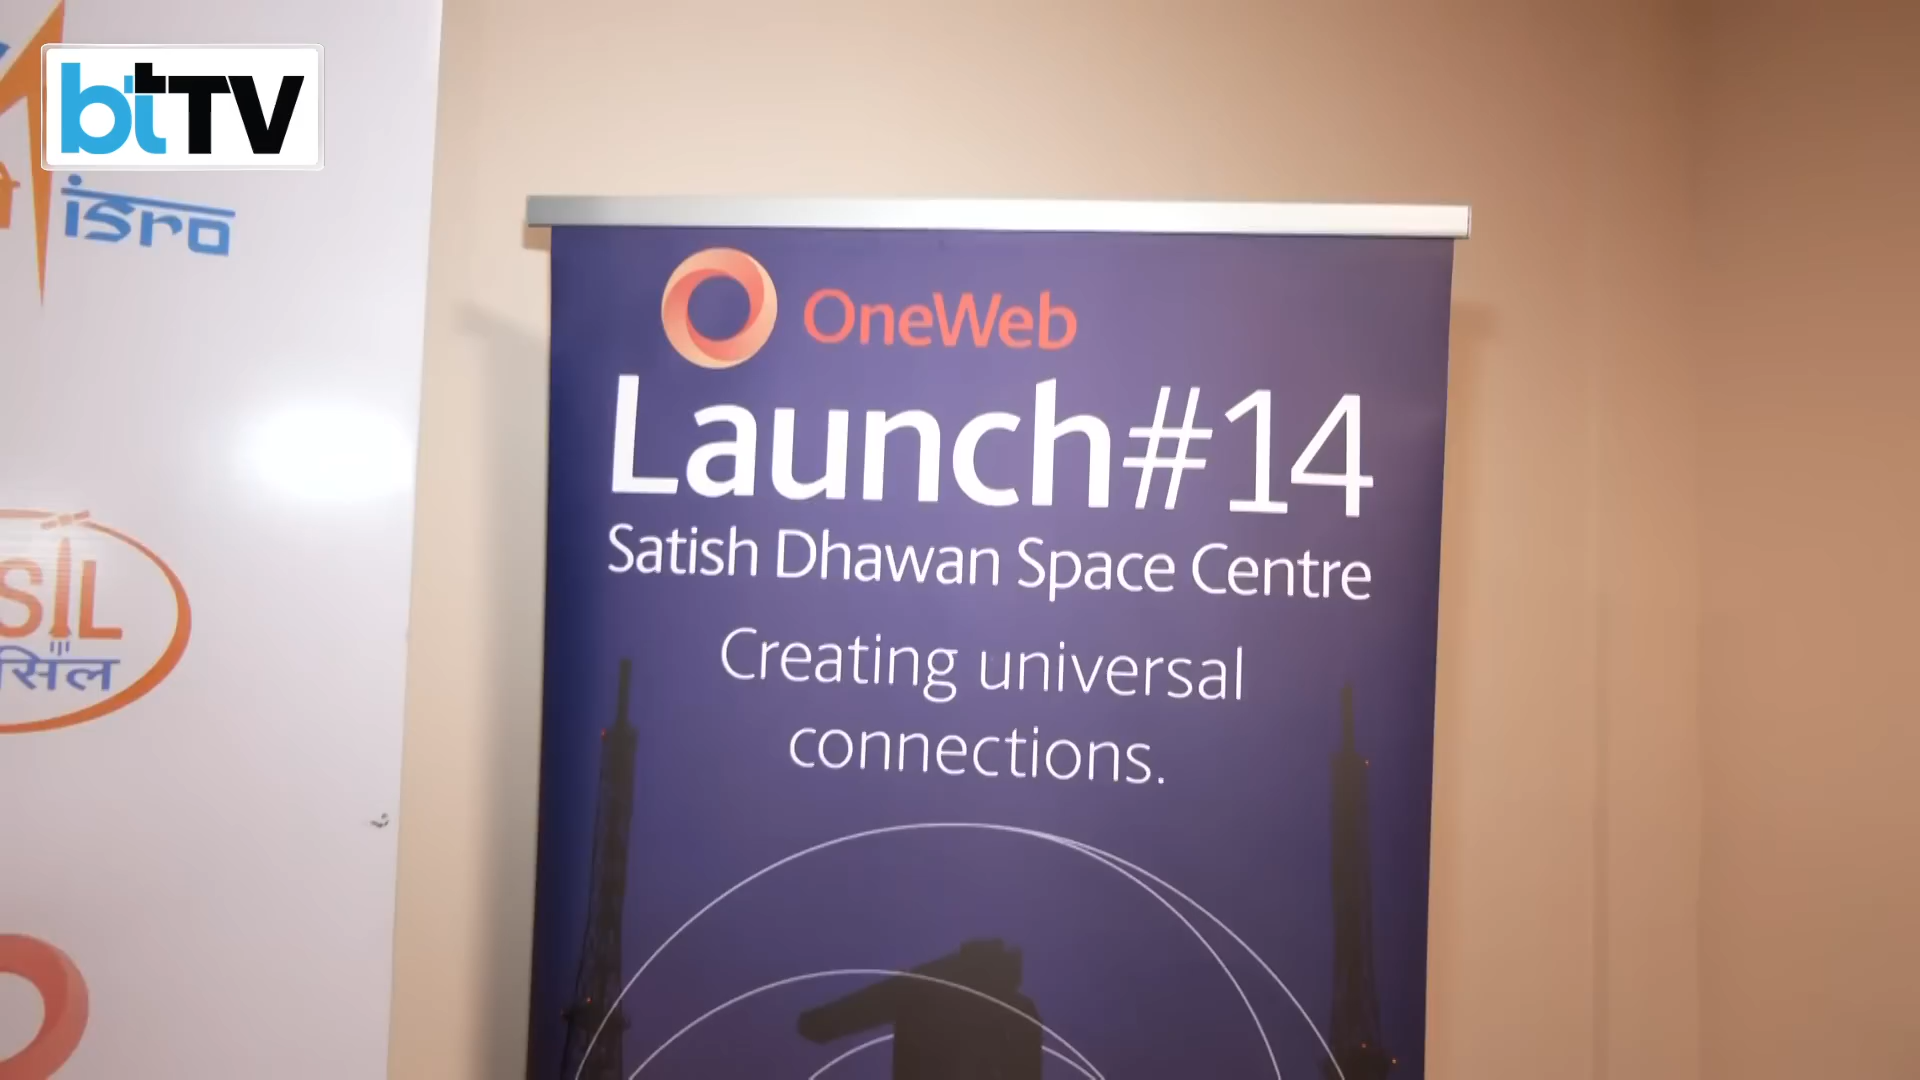 btTV
isro
OneWeb
Launch#14
Satish Dhawan Space Centre
Creating universal
connections.
SIL
सिल